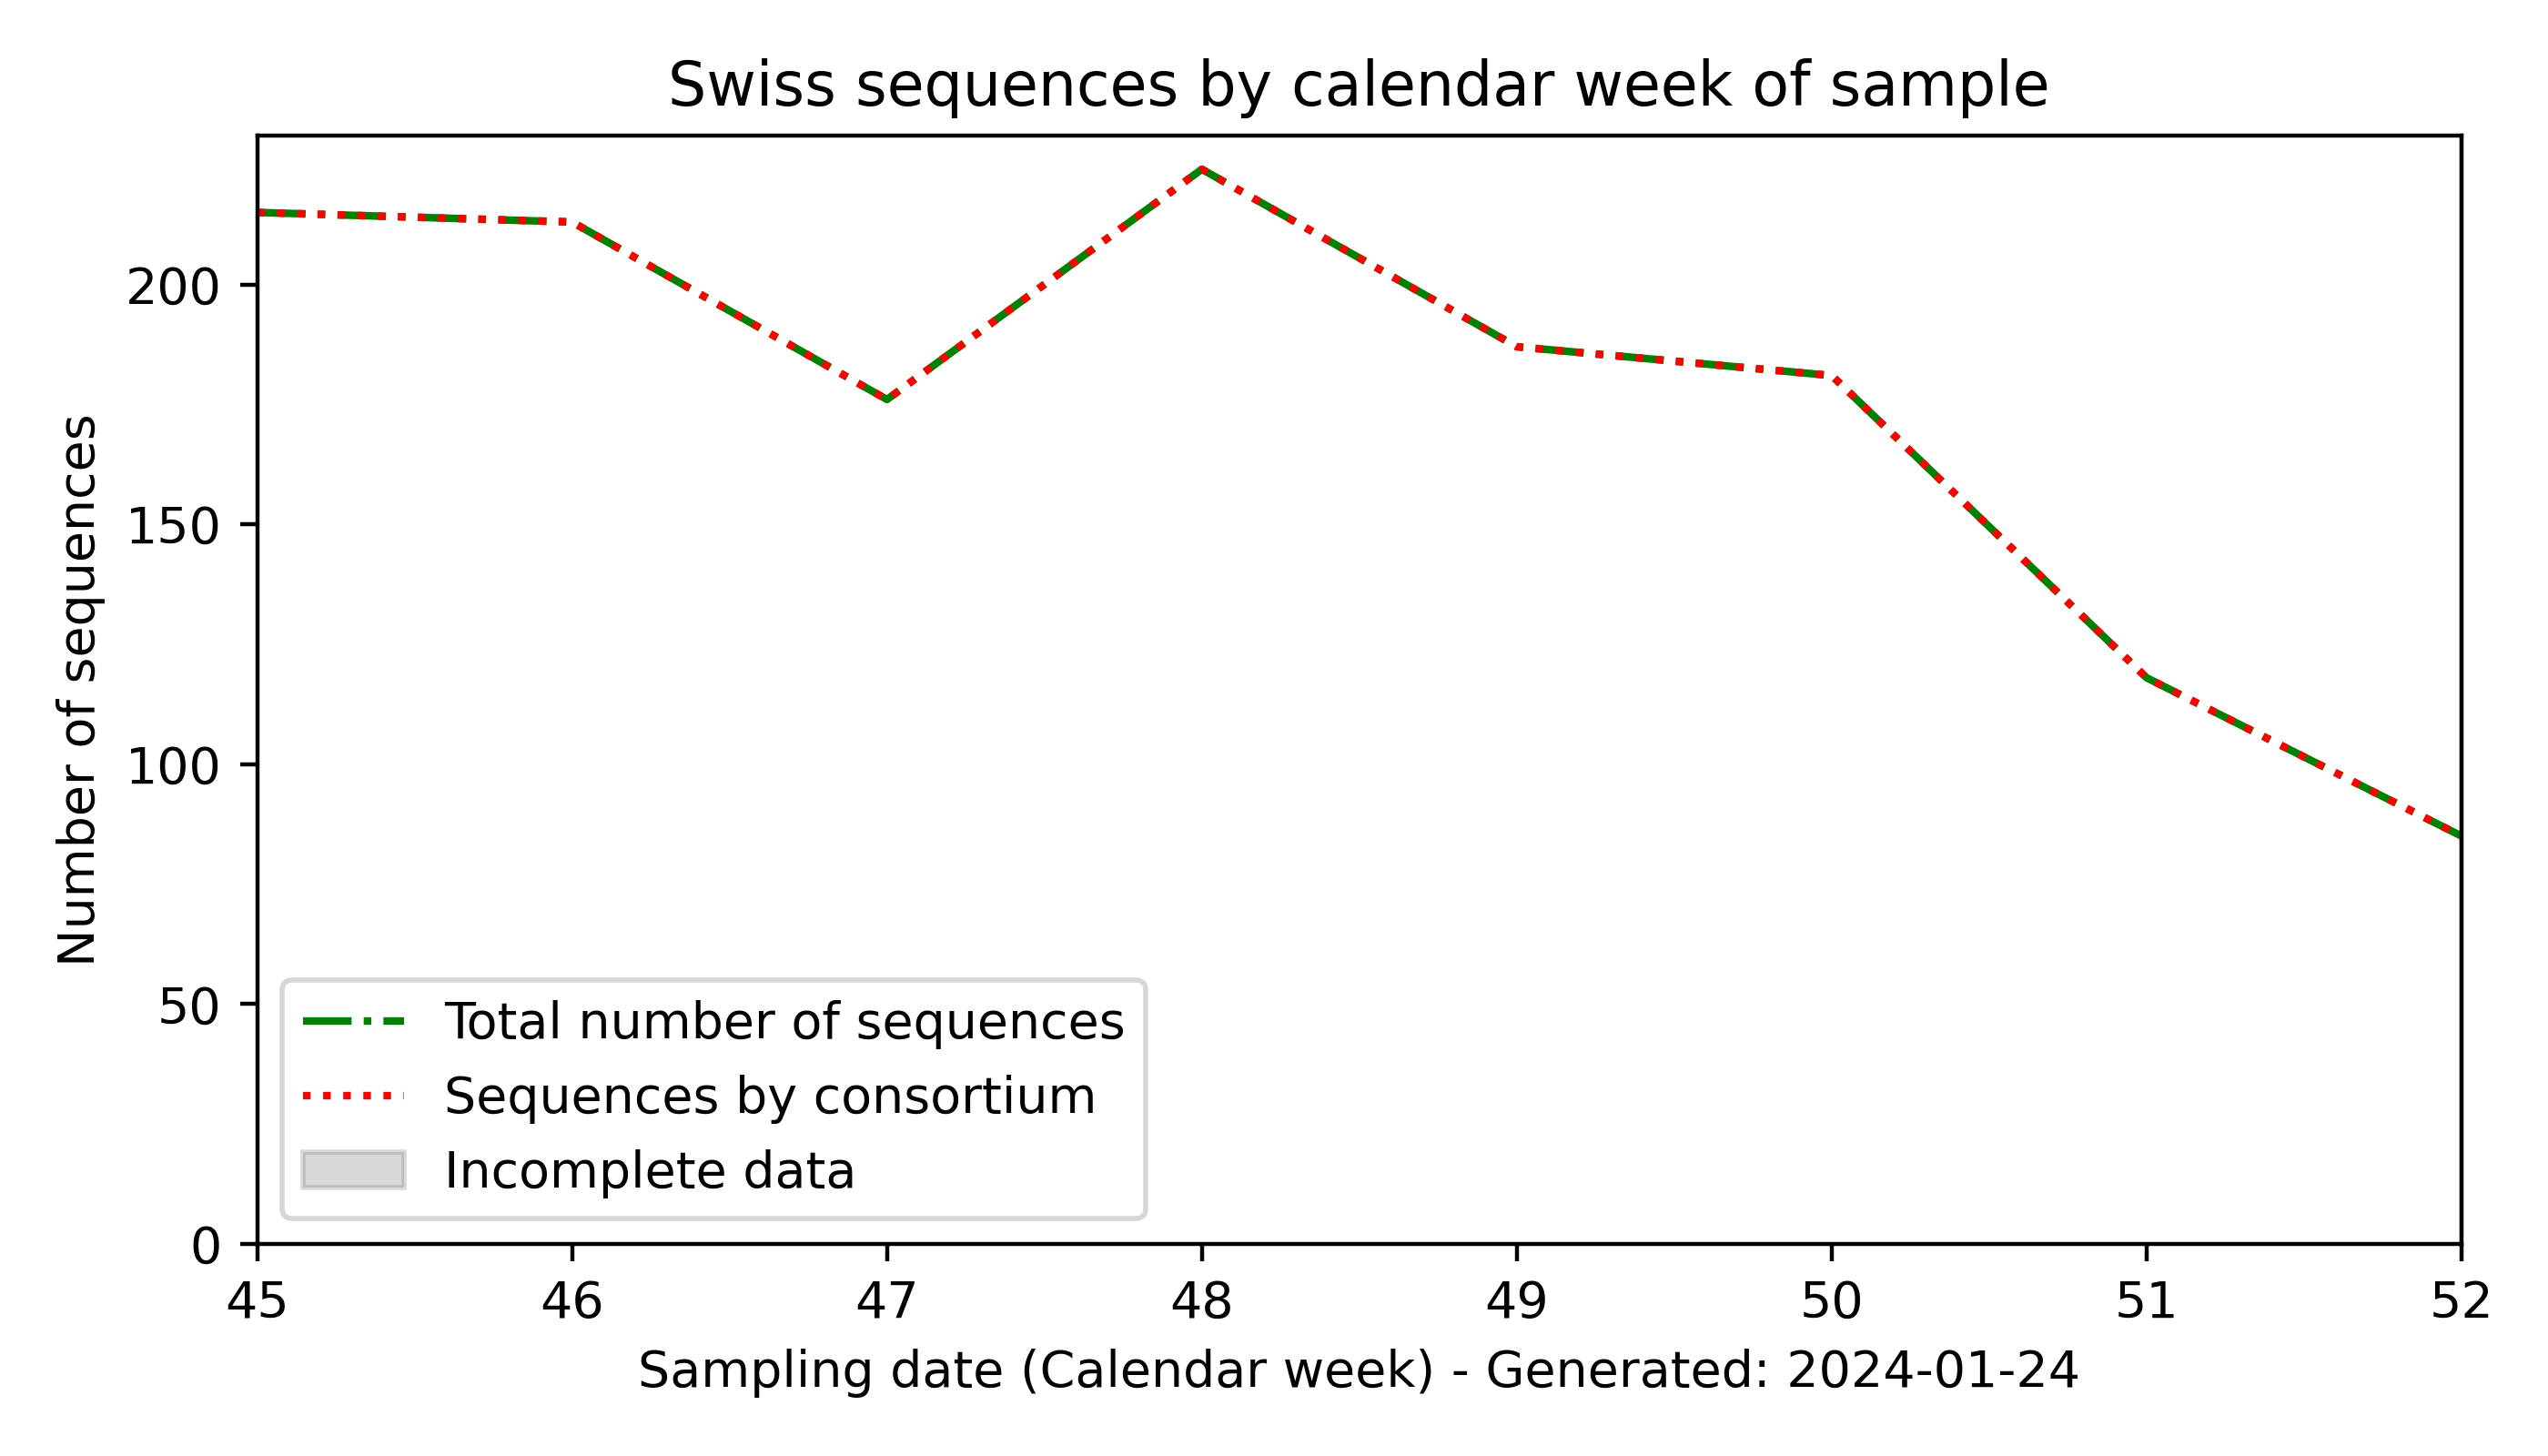 Swiss sequences by calendar week of sample
Number of sequences
200
150
100
50
0
Total number of sequences
Sequences by consortium
Incomplete data
45 46 47 48 49 50 51 52
Sampling date (Calendar week) - Generated: 2024-01-24